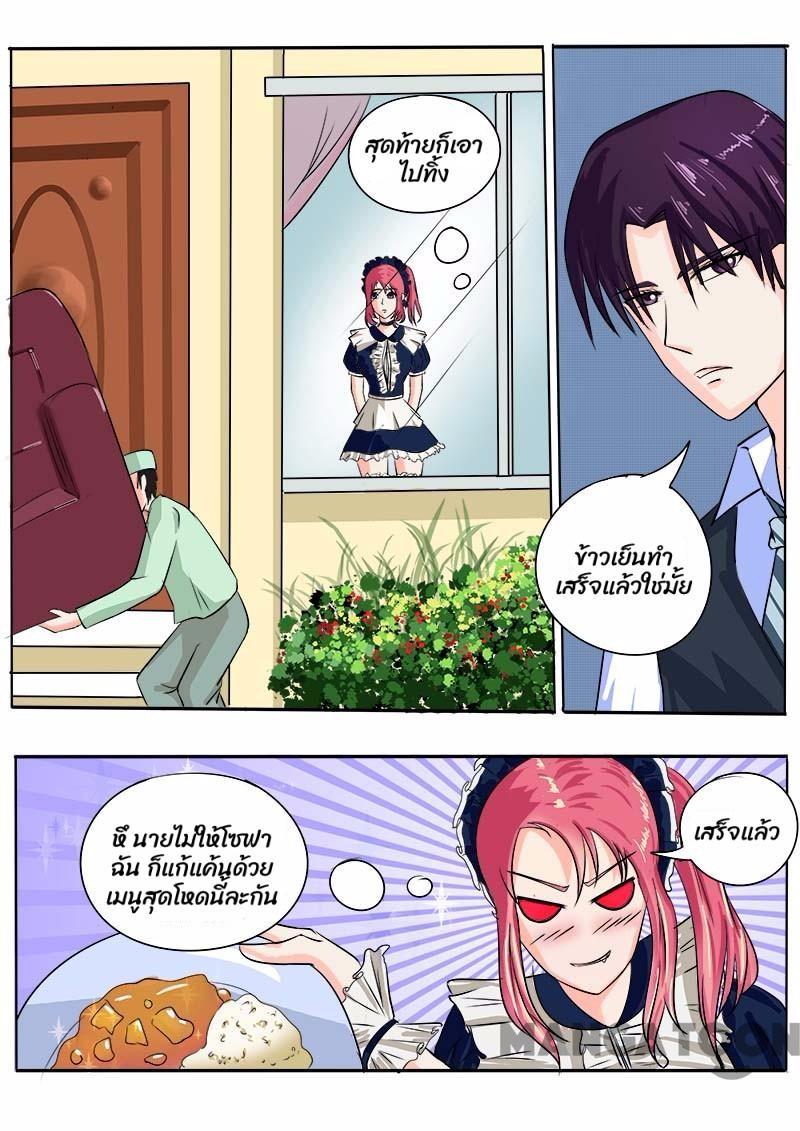 สุดท้ายก็เอา
ไปทิ้ง
ข้าวเย็นทำ
เสร็จแล้วใช่มั้ย
หึ นายไม่ให้โซฟา
ฉัน ก็แก้แค้นด้วย
เมนูสุดโหดนี้ละกัน
เสร็จแล้ว
MANGATOON